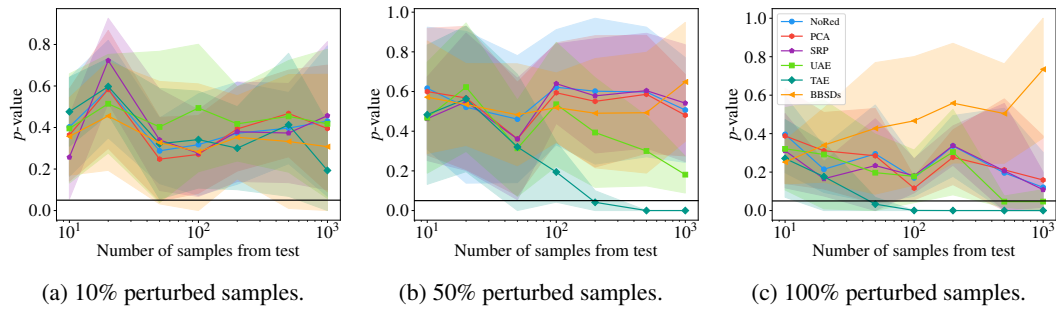 p-value
0.8
0.6
0.4
0.2
0.0
10^1
10^2
10^3
Number of samples from test
(a) 10% perturbed samples.
p-value
1.0
0.8
0.6
0.4
0.2
0.0
10^1
10^2
10^3
Number of samples from test
(b) 50% perturbed samples.
p-value
1.0
0.8
0.6
0.4
0.2
0.0
NoRed
PCA
SRP
UAE
TAE
BBSDs
10^1
10^2
10^3
Number of samples from test
(c) 100% perturbed samples.